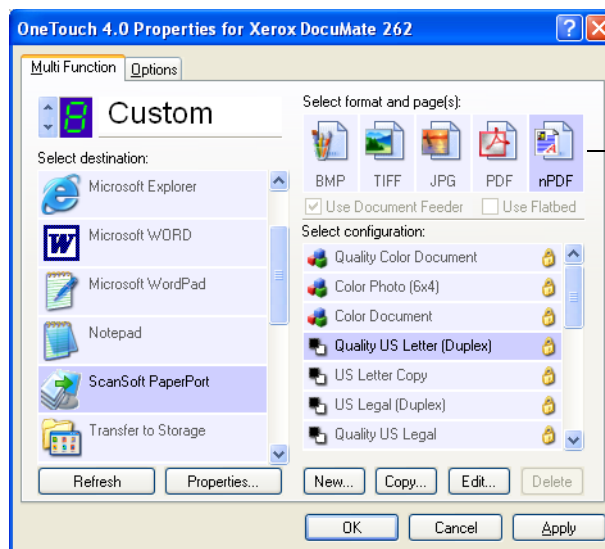 OneTouch 4.0 Properties for Xerox DocuMate 262
Multi Function
Options
8
Custom
Select destination:
Microsoft Explorer
Microsoft WORD
Microsoft WordPad
Notepad
ScanSoft PaperPort
Transfer to Storage
Refresh
Properties...
Select format and page(s):
BMP TIFF JPG PDF nPDF
Use Document Feeder
Use Flatbed
Select configuration:
Quality Color Document
Color Photo (6x4)
Color Document
Quality US Letter (Duplex)
US Letter Copy
US Legal (Duplex)
Quality US Legal
New... Copy... Edit... Delete
OK Cancel Apply